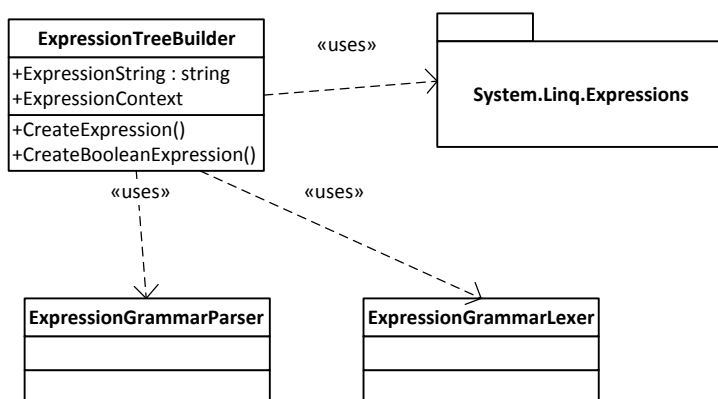 ExpressionTreeBuilder
+ExpressionString : string
+ExpressionContext
+CreateExpression()
+CreateBooleanExpression()
«uses»
System.Linq.Expressions
«uses»
«uses»
ExpressionGrammarParser
ExpressionGrammarLexer